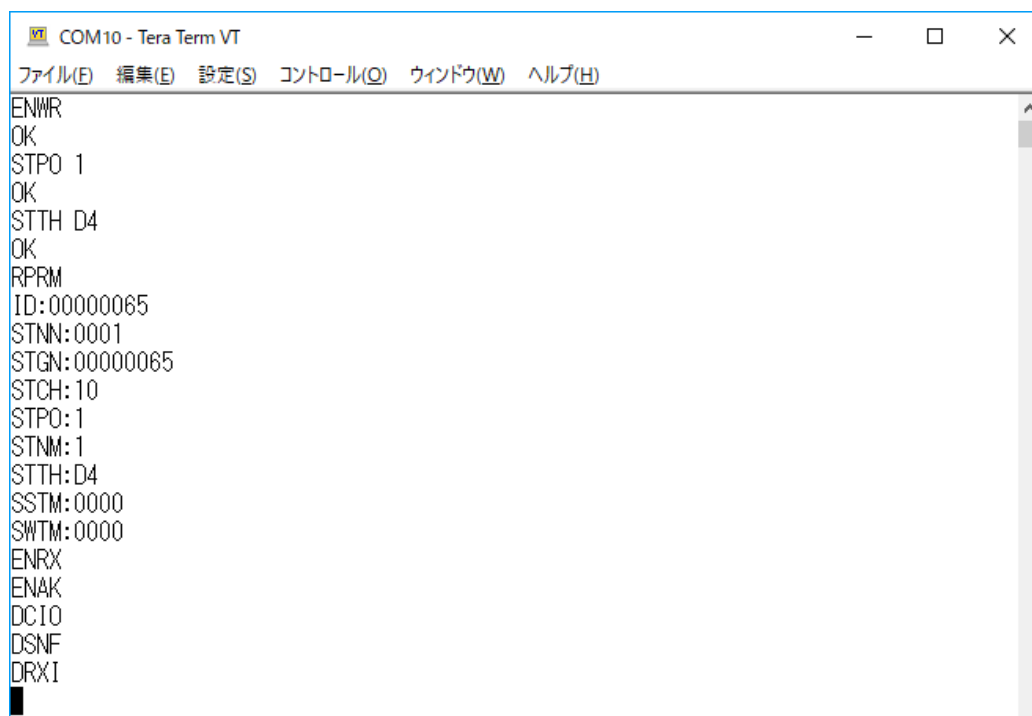 COM10 - Tera Term VT
ファイル(F) 編集(E) 設定(S) コントロール(O) ウィンドウ(W) ヘルプ(H)
ENWR
OK
STPO 1
OK
STTH D4
OK
RPRM
ID:00000065
STNN:0001
STGN:00000065
STCH:10
STPO:1
STNM:1
STTH:D4
SSTM:0000
SWTM:0000
ENRX
ENAK
DCIO
DSNF
DRXI